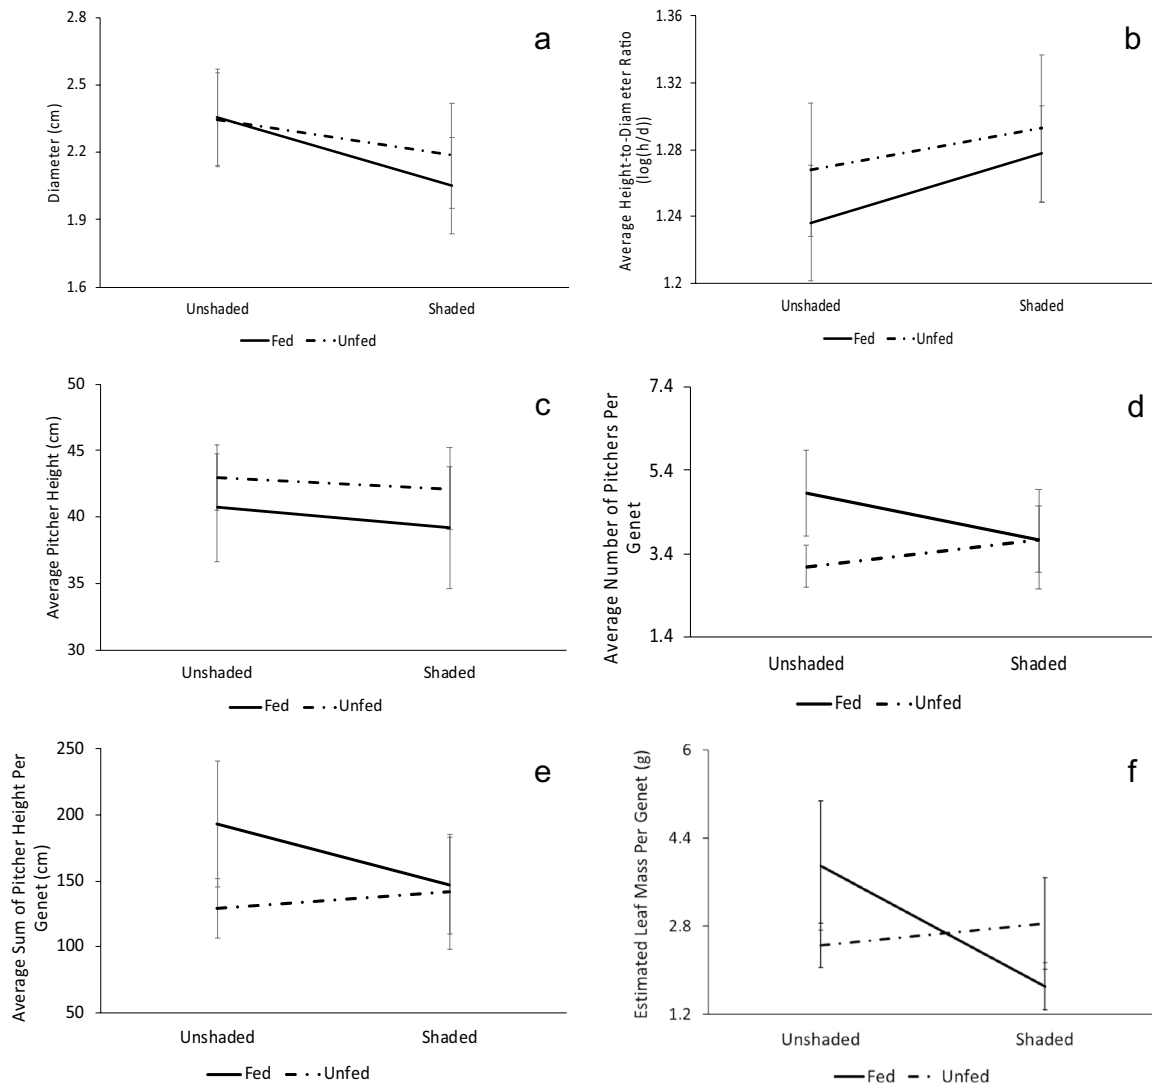 a
Diameter (cm)
2.8
2.5
2.2
1.9
1.6
Unshaded Shaded
Fed Unfed
b
Average Height-to-Diameter Ratio
(log(h/d))
1.36
1.32
1.28
1.24
1.2
Unshaded Shaded
Fed Unfed
c
Average Pitcher Height (cm)
50
45
40
35
30
Unshaded Shaded
Fed Unfed
d
Average Number of Pitchers Per
Genet
7.4
5.4
3.4
1.4
Unshaded Shaded
Fed Unfed
e
Average Sum of Pitcher Height Per
Genet (cm)
250
200
150
100
50
Unshaded Shaded
Fed Unfed
f
Estimated Leaf Mass Per Genet (g)
6
4.4
2.8
1.2
Unshaded Shaded
Fed Unfed